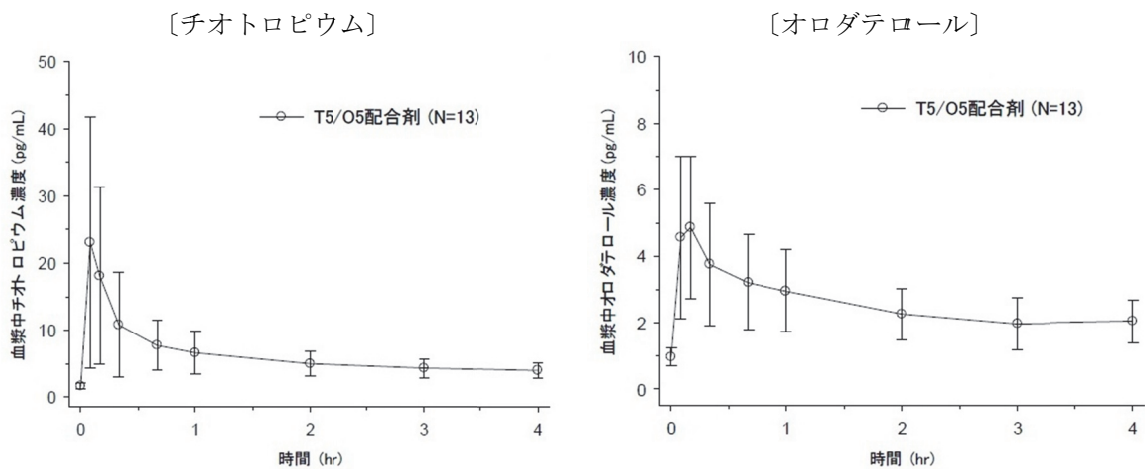 〔チオトロピウム〕
血漿中チオトロピウム濃度 (pg/mL)
50
40
30
20
10
0
T5/O5配合剤 (N=13)
0 1 2 3 4
時間 (hr)
〔オロダテロール〕
血漿中オロダテロール濃度 (pg/mL)
10
8
6
4
2
0
T5/O5配合剤 (N=13)
0 1 2 3 4
時間 (hr)